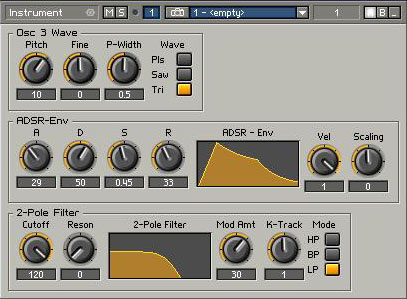 Instrument M S 1 1 - <empty> 1 B
Osc 3 Wave
Pitch Fine P-Width Wave
Pls
Saw
Tri
10 0 0.5
ADSR-Env
A D S R ADSR - Env Vel Scaling
29 50 0.45 33 1 0
2-Pole Filter
Cutoff Reson 2-Pole Filter Mod Amt K-Track Mode
HP
BP
LP
120 0 30 1